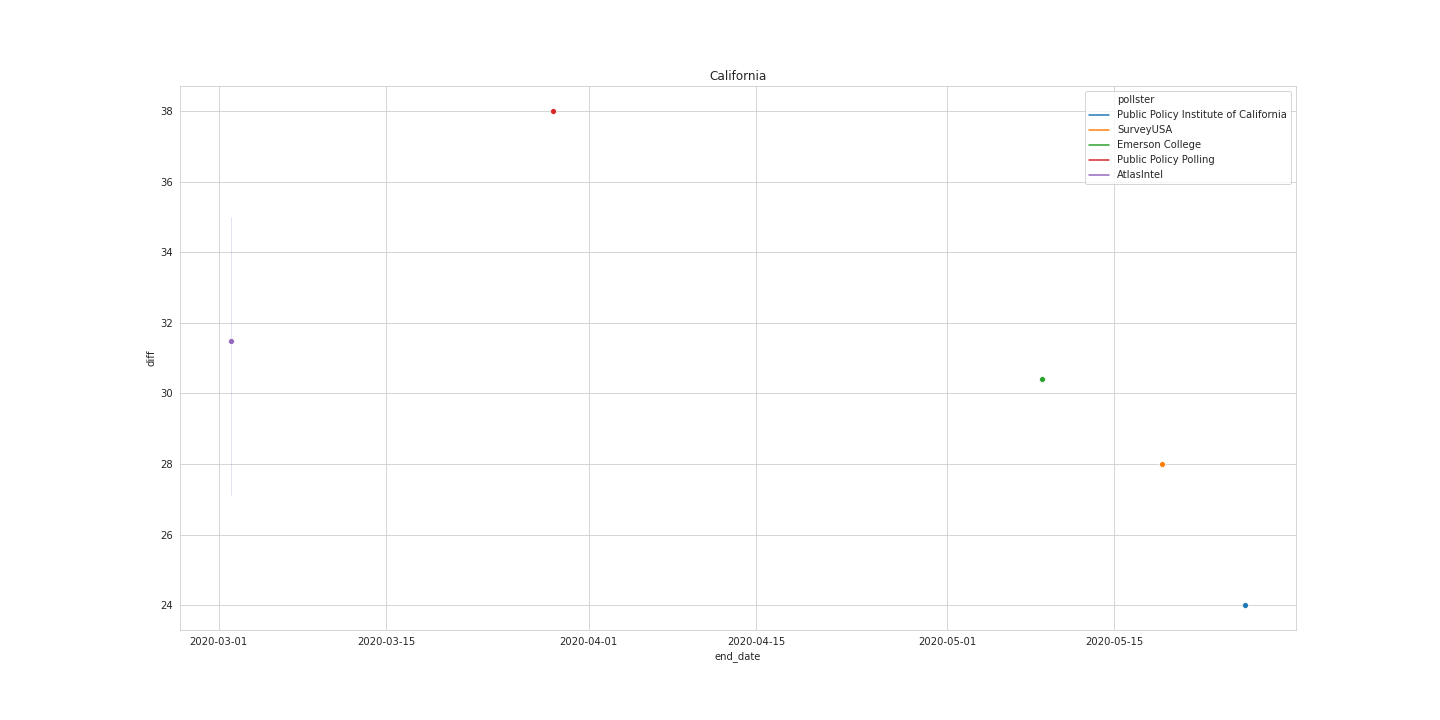 California
pollster
Public Policy Institute of California
SurveyUSA
Emerson College
Public Policy Polling
AtlasIntel
38
36
34
32
30
28
26
24
diff
2020-03-01
2020-03-15
2020-04-01
2020-04-15
2020-05-01
2020-05-15
end_date